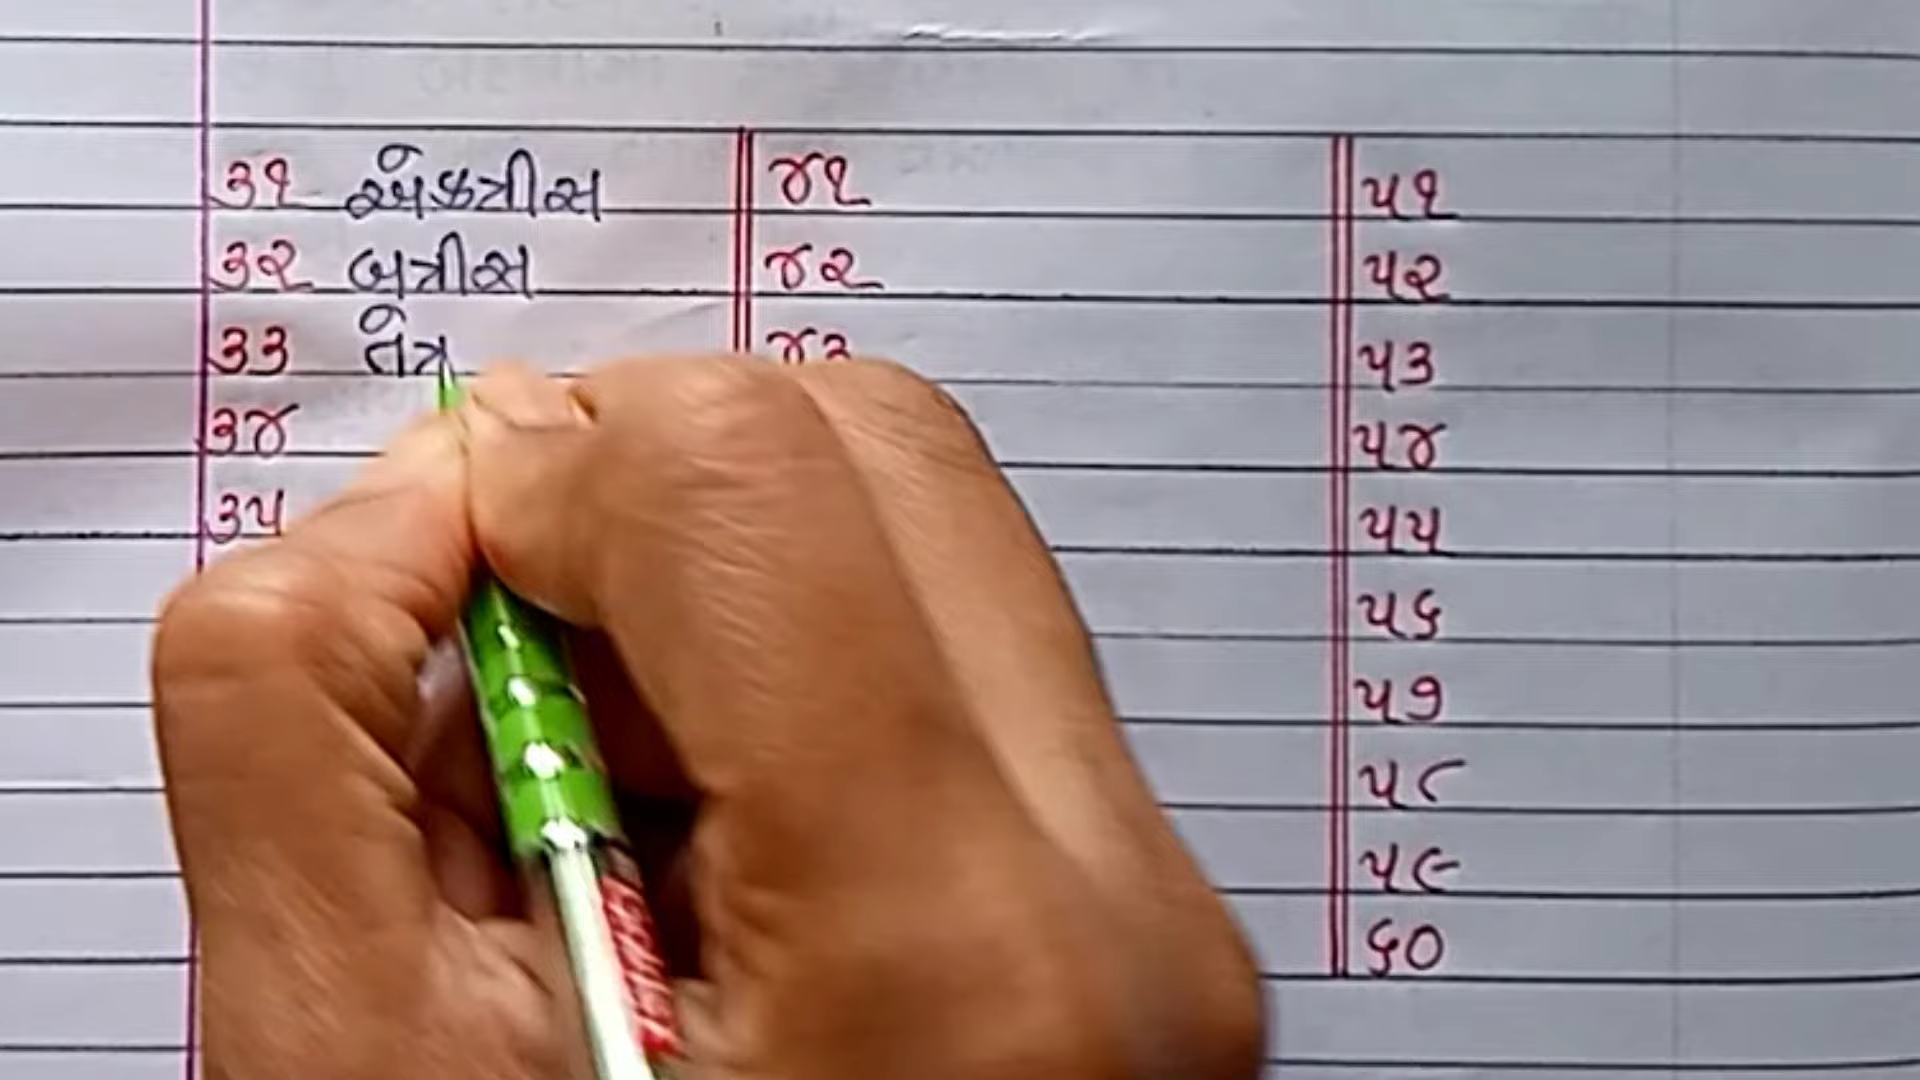 ૩૧ એકત્રીસ ૪૧ ૫૧
૩૨ બત્રીસ ૪૨ ૫૨
૩૩ તેત્ર ૪૩ ૫૩
૩૪ ૫૪
૩૫ ૫૫
૫૬
૫૭
૫૮
૫૯
૬૦